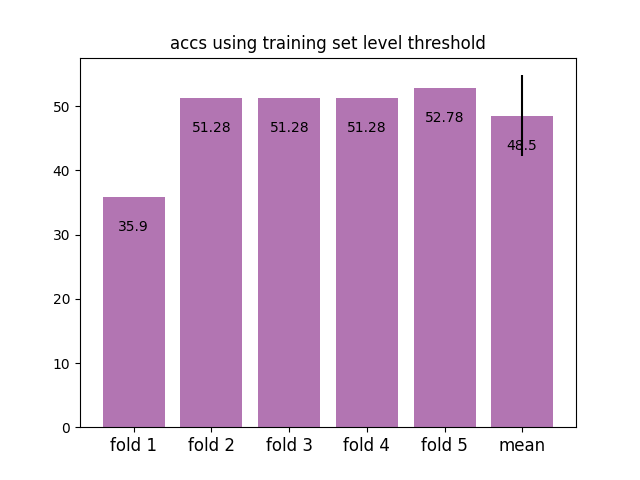 accs using training set level threshold
50
40
30
20
10
0
35.9
51.28
51.28
51.28
52.78
48.5
fold 1
fold 2
fold 3
fold 4
fold 5
mean